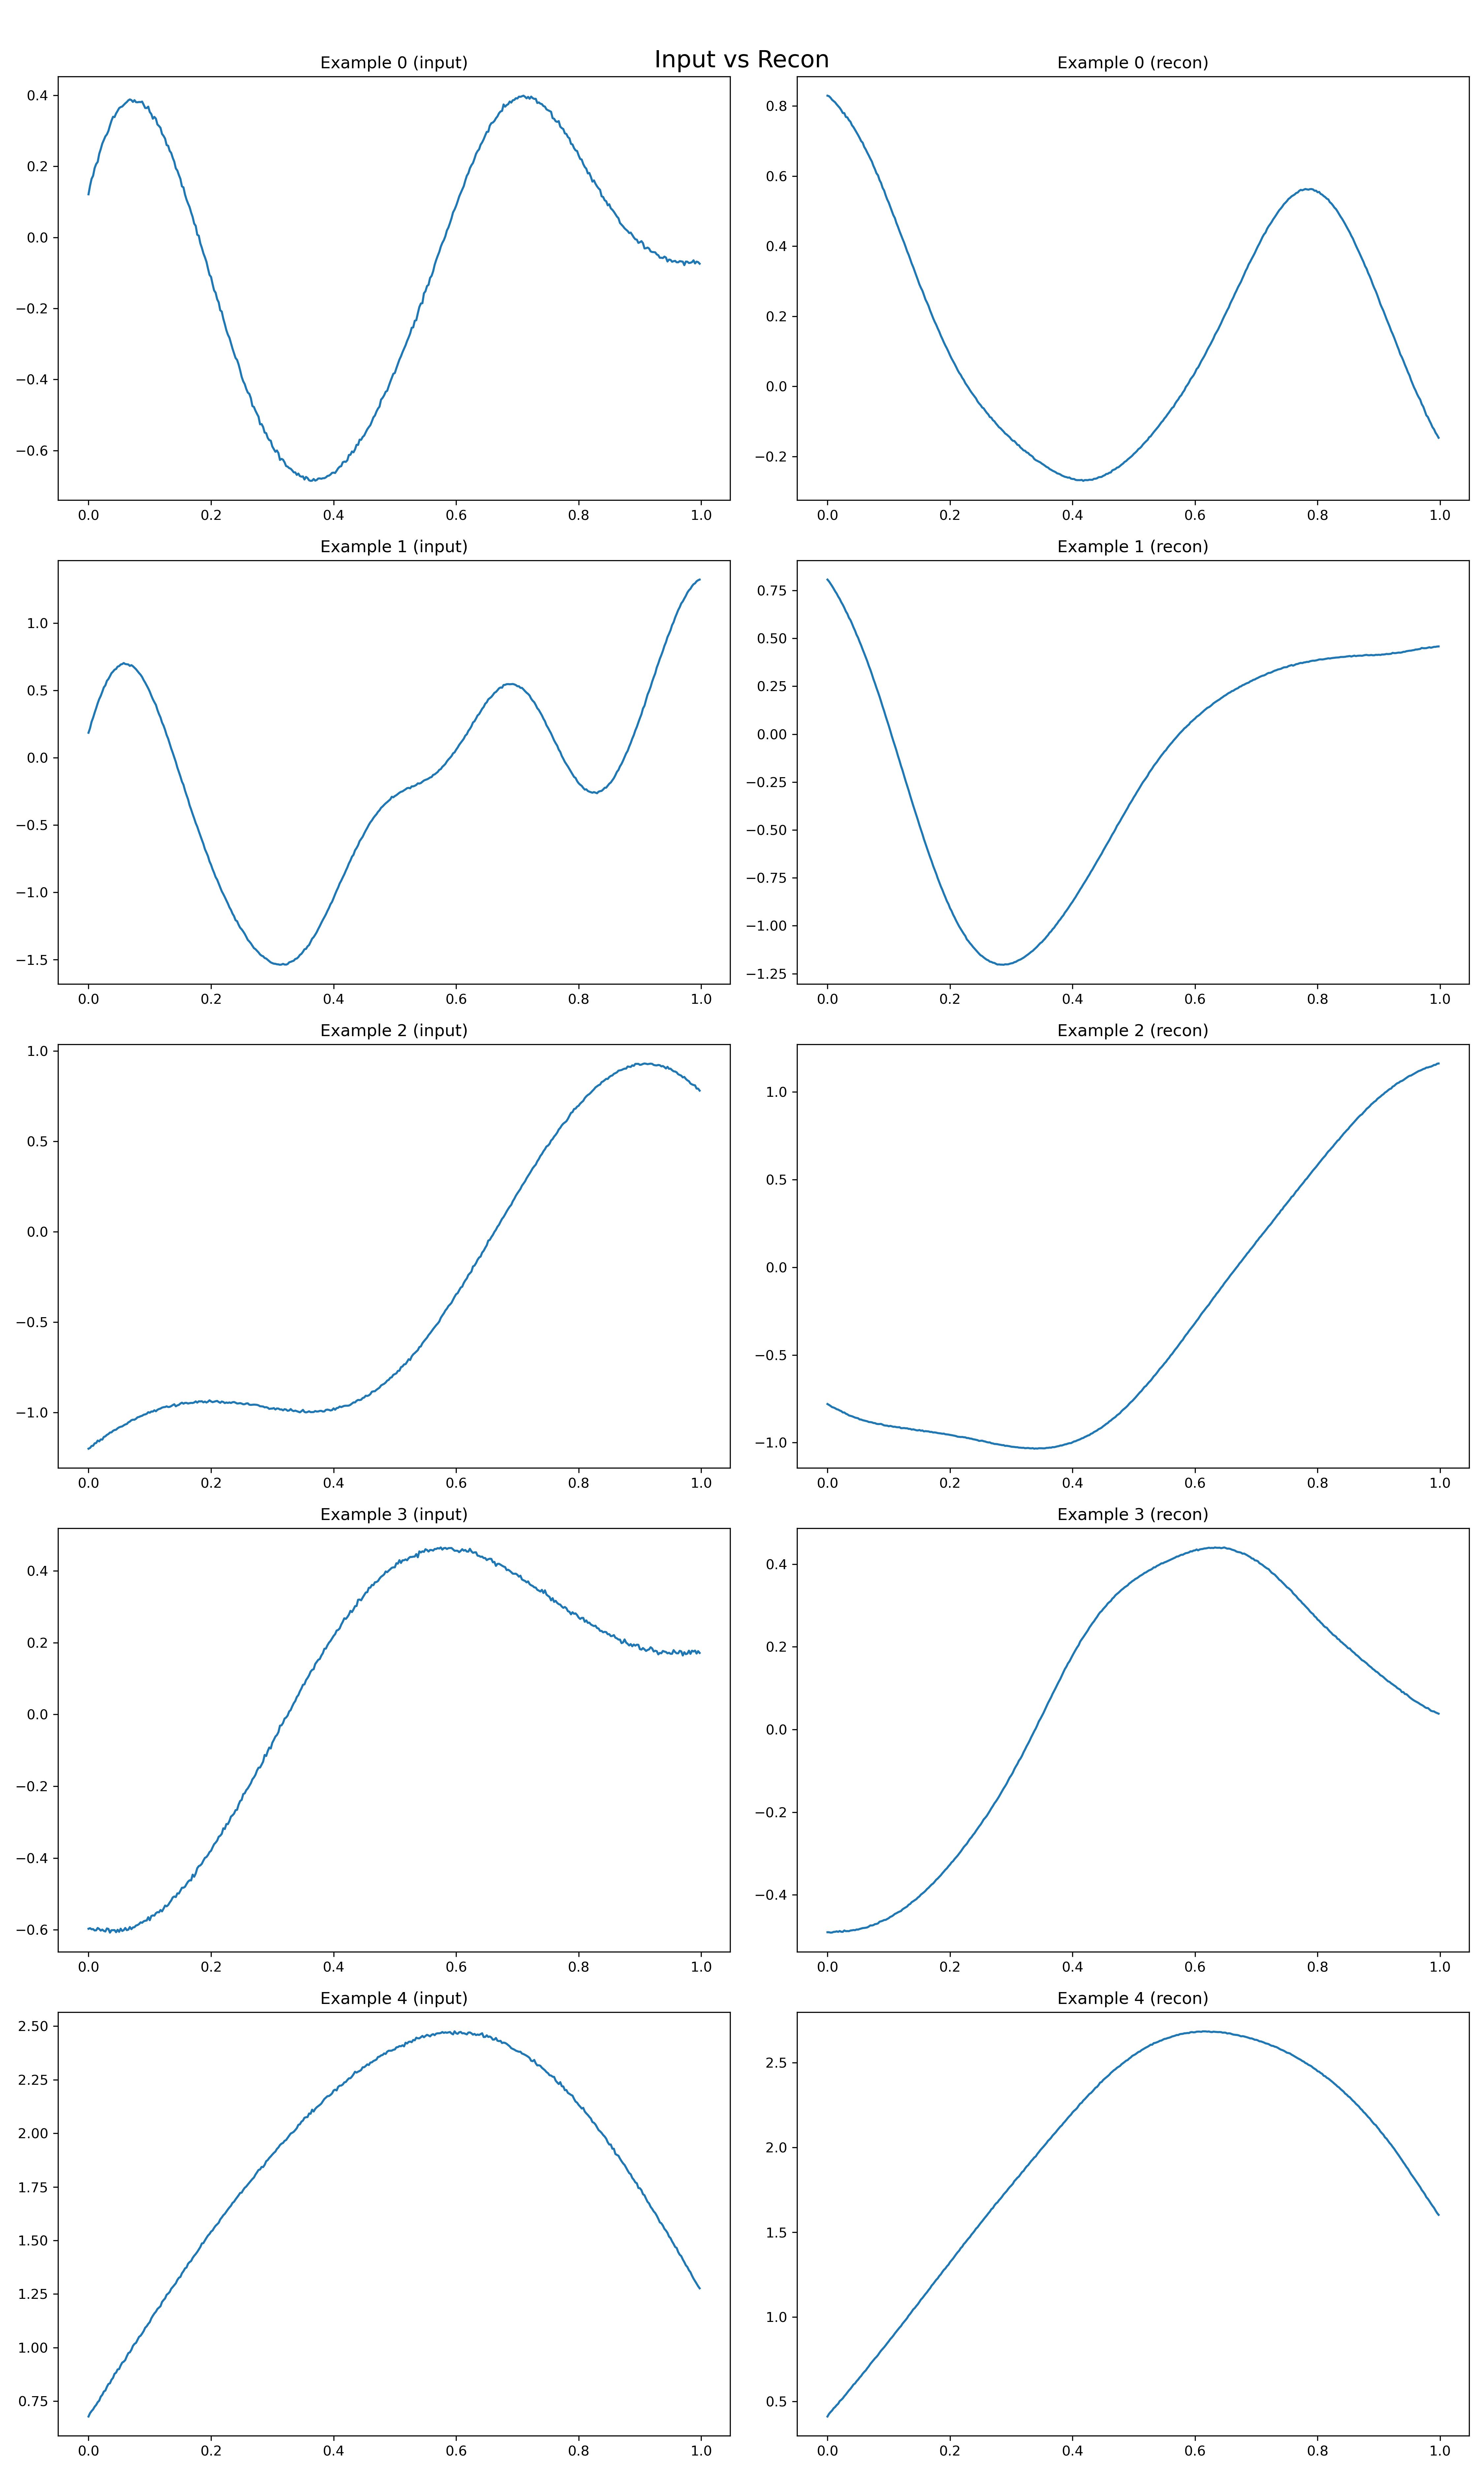 Input vs Recon
Example 0 (input)
0.4
0.2
0.0
−0.2
−0.4
−0.6
0.0 0.2 0.4 0.6 0.8 1.0
Example 0 (recon)
0.8
0.6
0.4
0.2
0.0
−0.2
0.0 0.2 0.4 0.6 0.8 1.0
Example 1 (input)
1.0
0.5
0.0
−0.5
−1.0
−1.5
0.0 0.2 0.4 0.6 0.8 1.0
Example 1 (recon)
0.75
0.50
0.25
0.00
−0.25
−0.50
−0.75
−1.00
−1.25
0.0 0.2 0.4 0.6 0.8 1.0
Example 2 (input)
1.0
0.5
0.0
−0.5
−1.0
0.0 0.2 0.4 0.6 0.8 1.0
Example 2 (recon)
1.0
0.5
0.0
−0.5
−1.0
0.0 0.2 0.4 0.6 0.8 1.0
Example 3 (input)
0.4
0.2
0.0
−0.2
−0.4
−0.6
0.0 0.2 0.4 0.6 0.8 1.0
Example 3 (recon)
0.4
0.2
0.0
−0.2
−0.4
0.0 0.2 0.4 0.6 0.8 1.0
Example 4 (input)
2.50
2.25
2.00
1.75
1.50
1.25
1.00
0.75
0.0 0.2 0.4 0.6 0.8 1.0
Example 4 (recon)
2.5
2.0
1.5
1.0
0.5
0.0 0.2 0.4 0.6 0.8 1.0